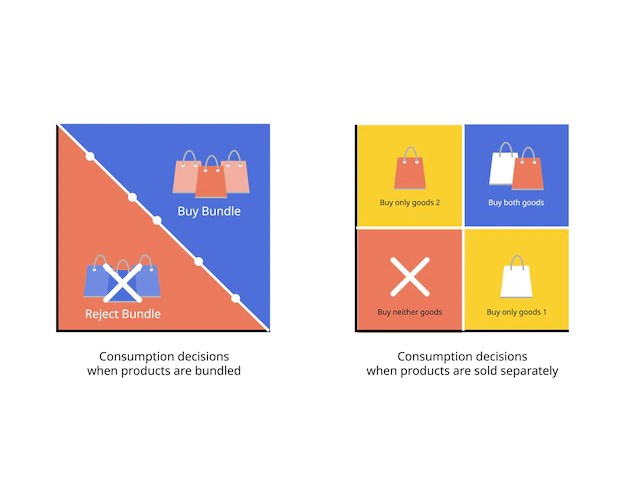 Buy Bundle
Reject Bundle
Consumption decisions
when products are bundled
Buy only goods 2
Buy both goods
Buy neither goods
Buy only goods 1
Consumption decisions
when products are sold separately